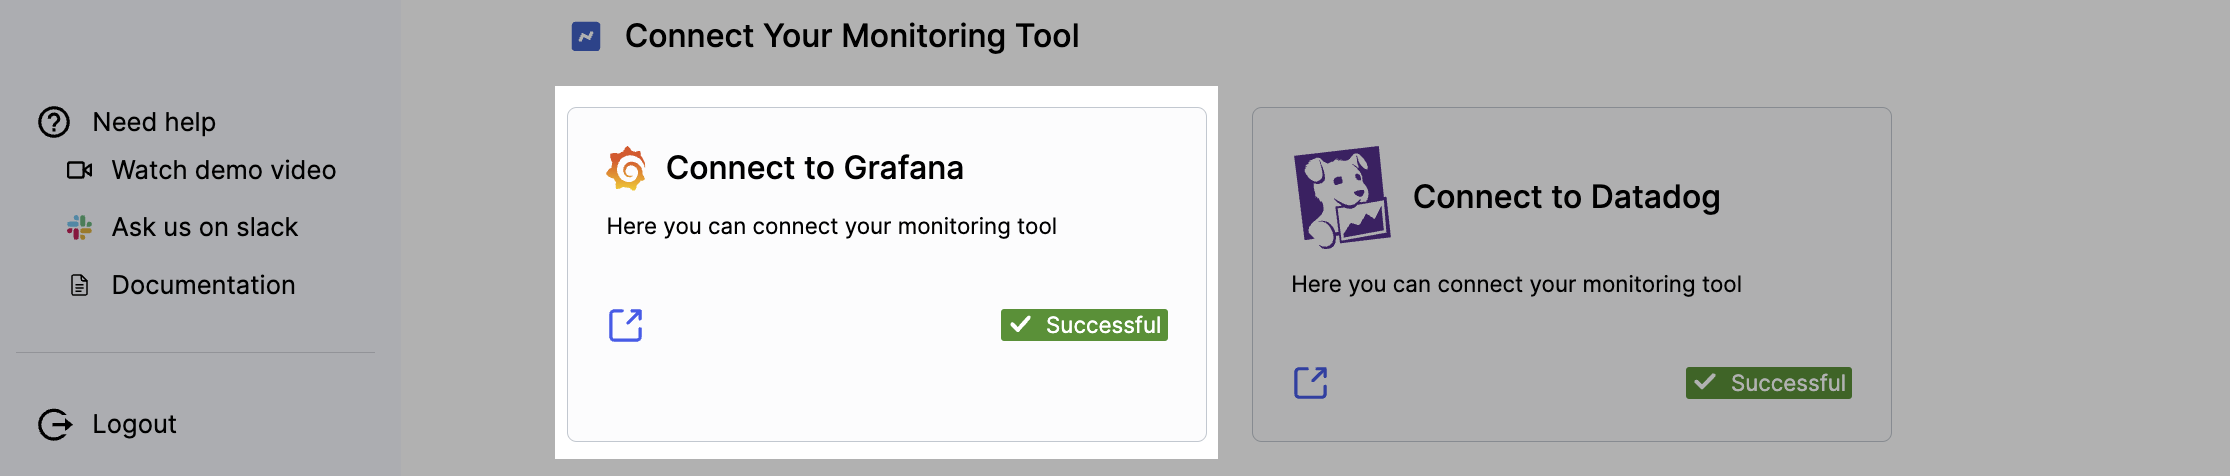 Connect Your Monitoring Tool
Need help
Watch demo video
Ask us on slack
Documentation
Logout
Connect to Grafana
Here you can connect your monitoring tool
Successful
Connect to Datadog
Here you can connect your monitoring tool
Successful